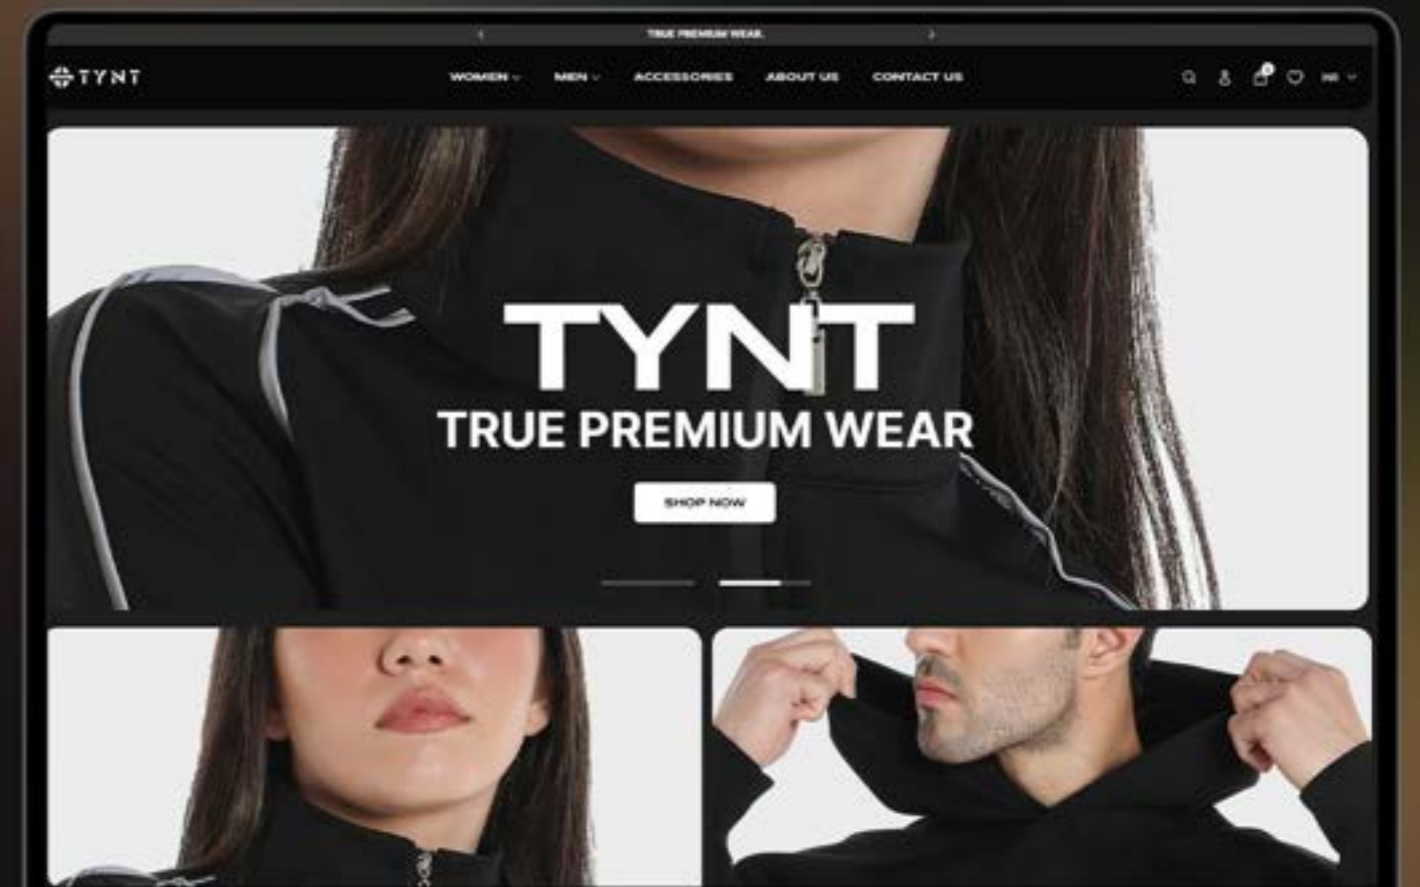 TRUE PREMIUM WEAR.
TYNT
WOMEN MEN ACCESSORIES ABOUT US CONTACT US
TYNT
TRUE PREMIUM WEAR
SHOP NOW